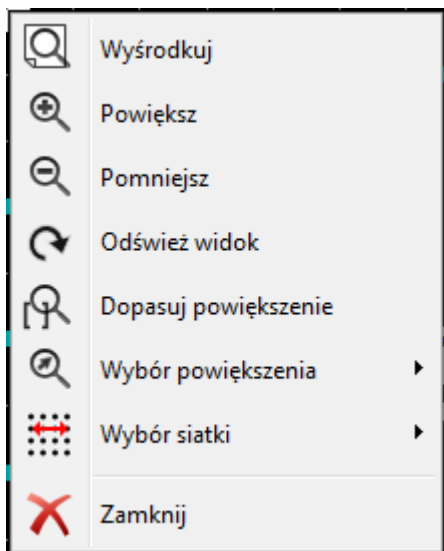 Wyśrodkuj
Powiększ
Pomniejsz
Odśwież widok
Dopasuj powiększenie
Wybór powiększenia
Wybór siatki
Zamknij